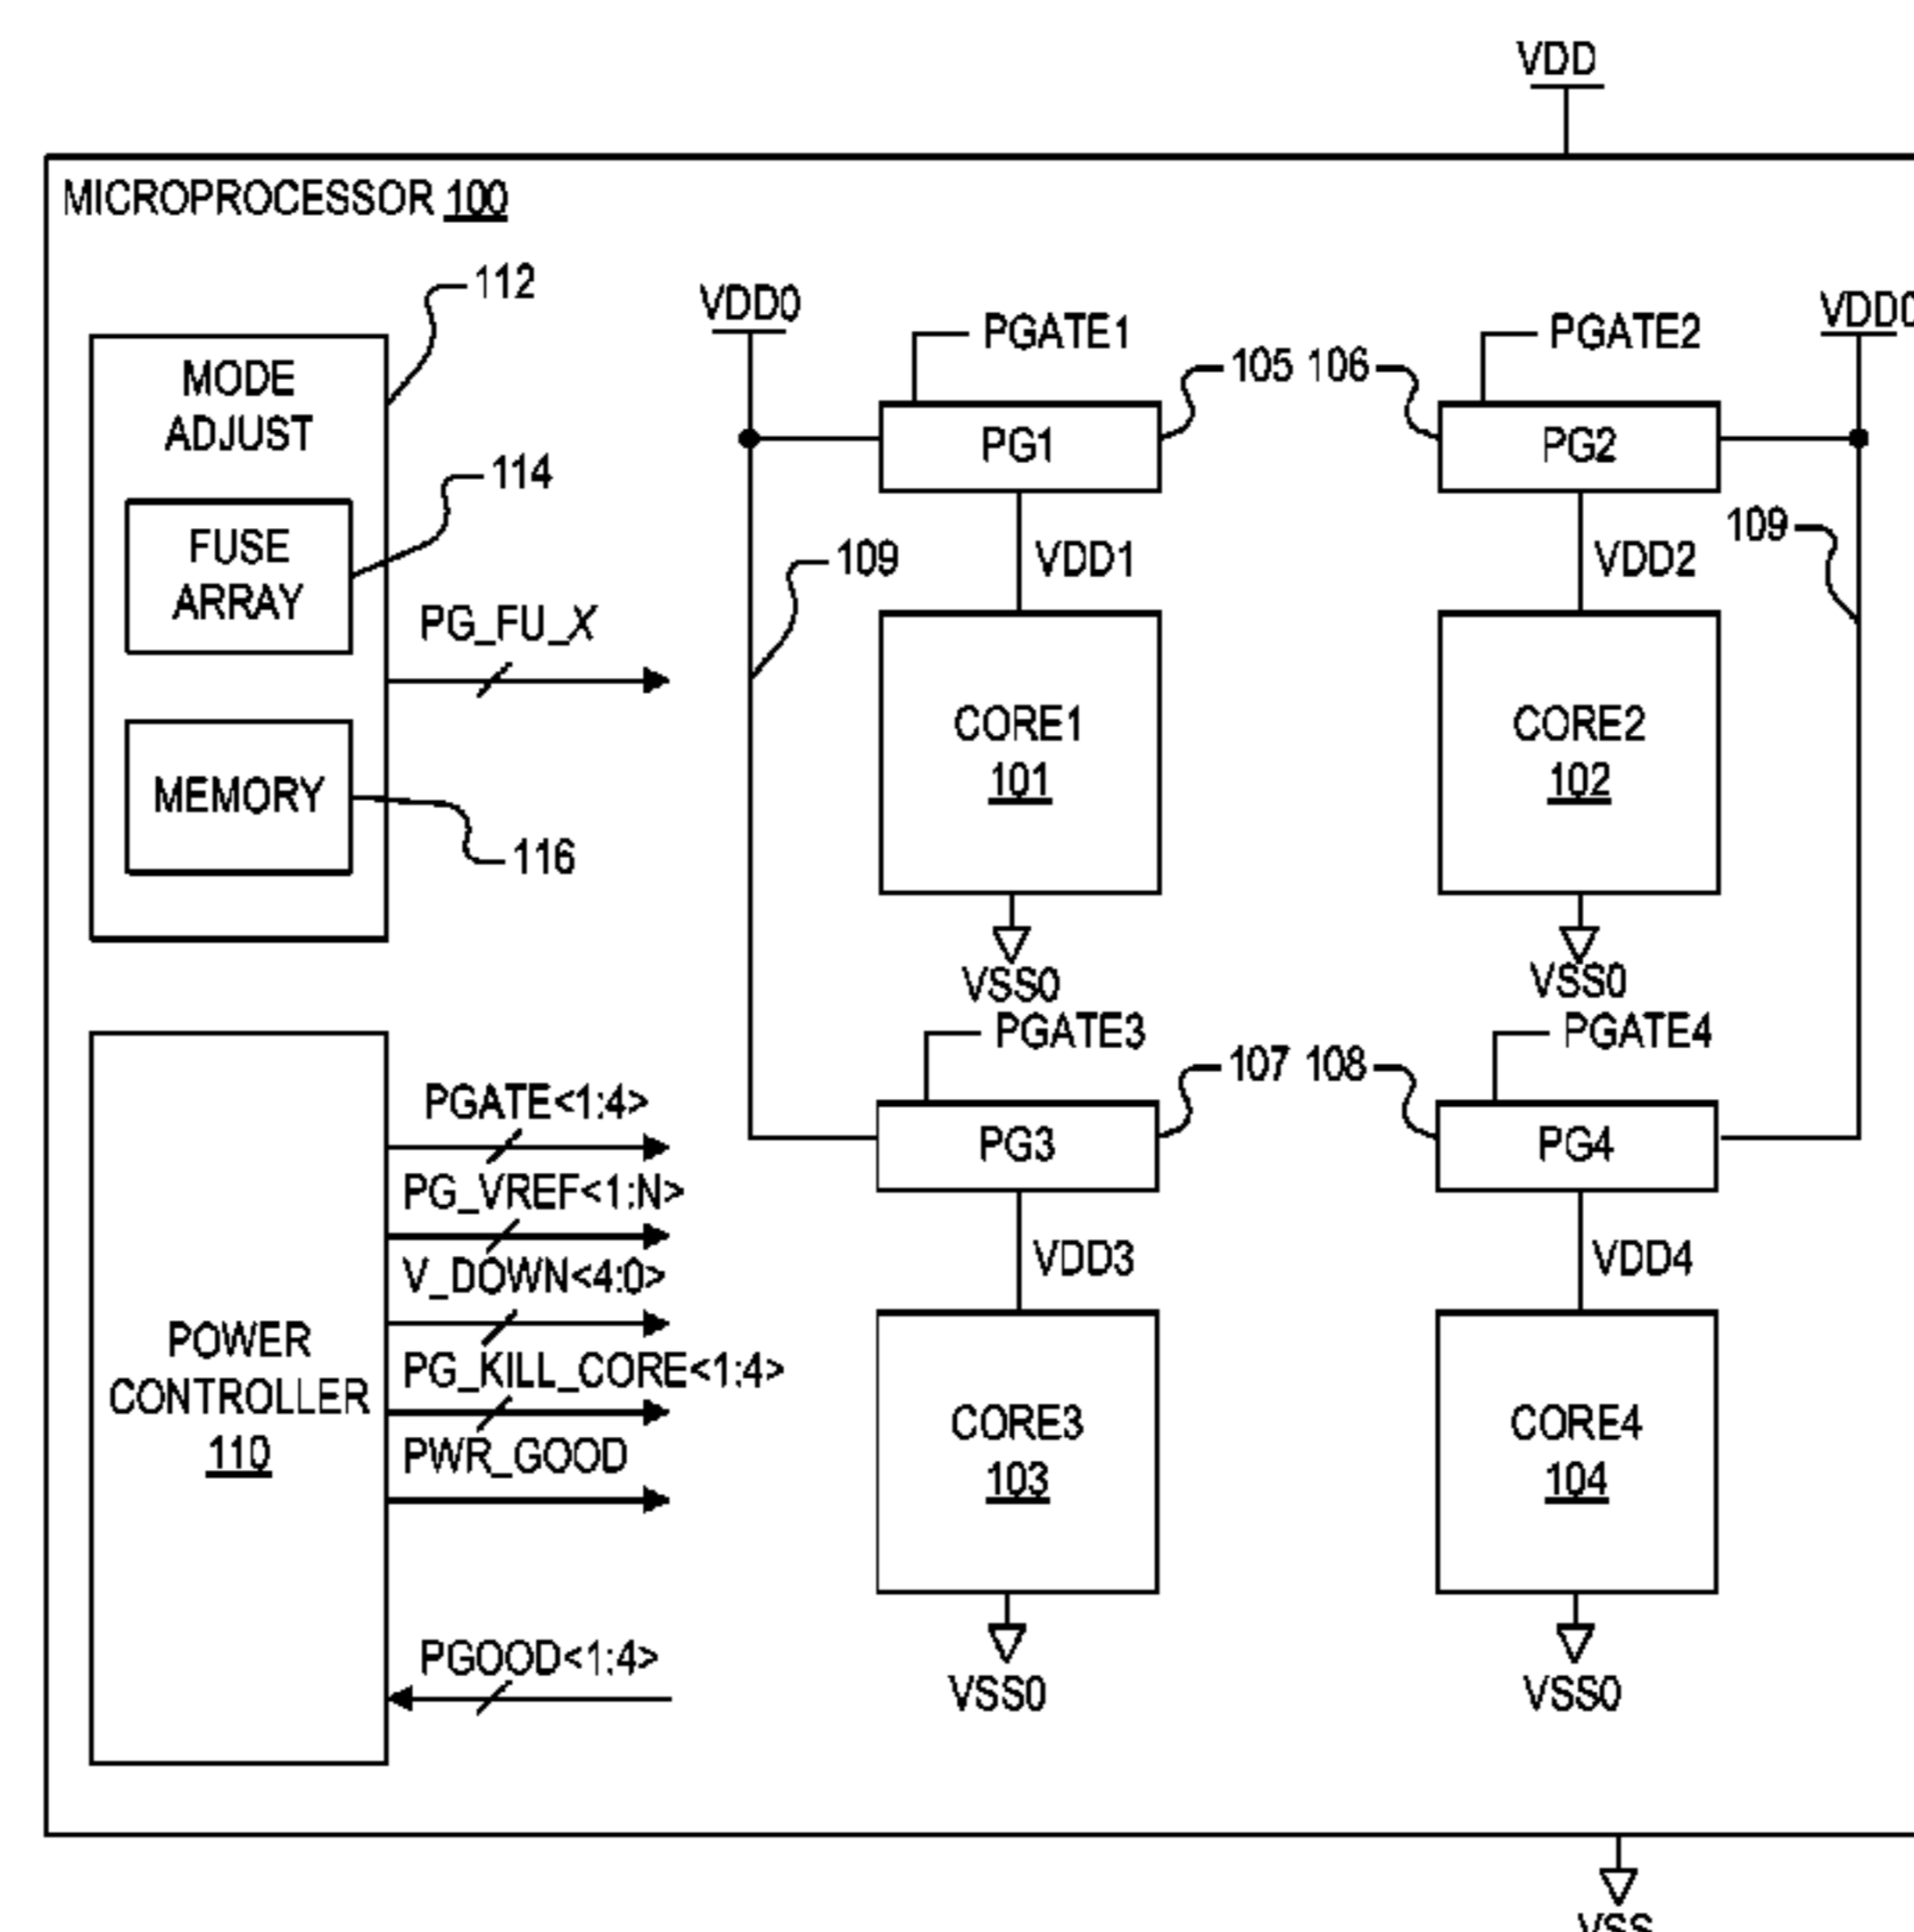 VDD
MICROPROCESSOR 100
112
MODE
ADJUST
114
FUSE
ARRAY
PG_FU_X
MEMORY
116
VDD0
PGATE1
105
PG1
109
VDD1
CORE1
101
VSS0
106
PGATE2
VDD0
PG2
109
VDD2
CORE2
102
VSS0
POWER
CONTROLLER
110
PGATE<1:4>
PG_VREF<1:N>
V_DOWN<4:0>
PG_KILL_CORE<1:4>
PWR_GOOD
PGOOD<1:4>
PGATE3
107
PG3
VDD3
CORE3
103
VSS0
108
PGATE4
PG4
VDD4
CORE4
104
VSS0
VSS